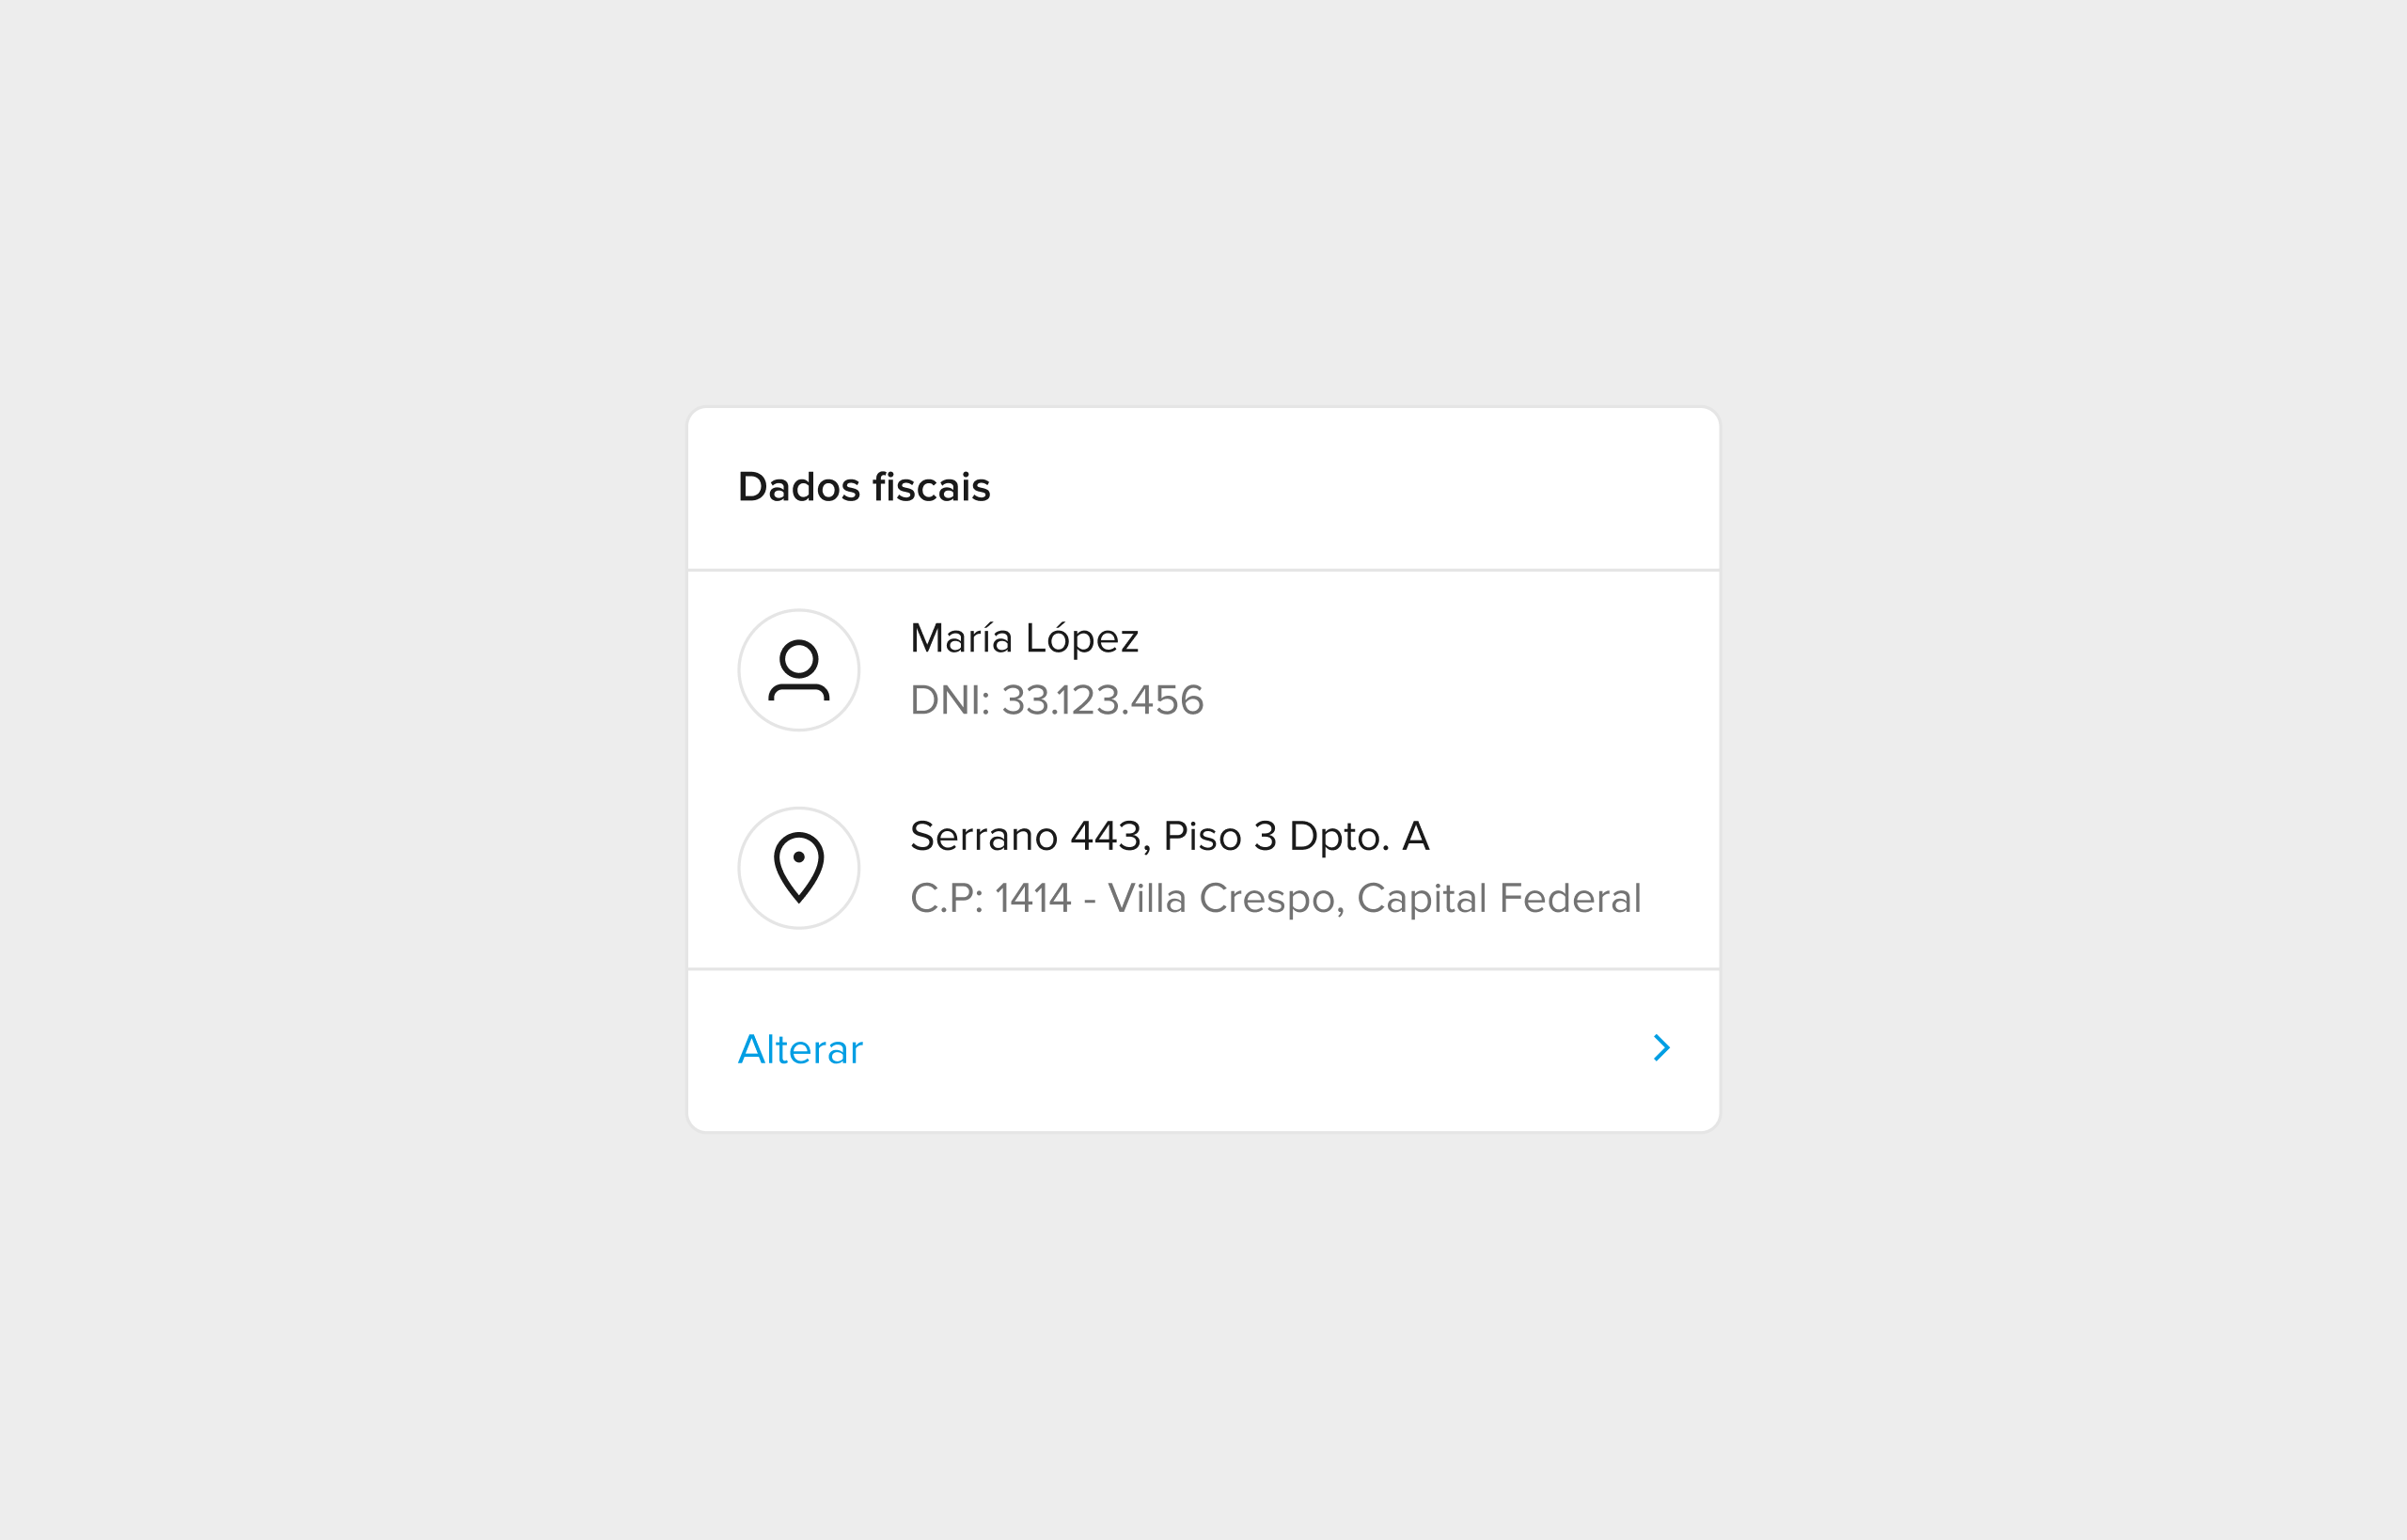 Dados fiscais
María López
DNI: 33.123.456
Serrano 443, Piso 3 Dpto. A
C.P: 1414 - Villa Crespo, Capital Federal
Alterar